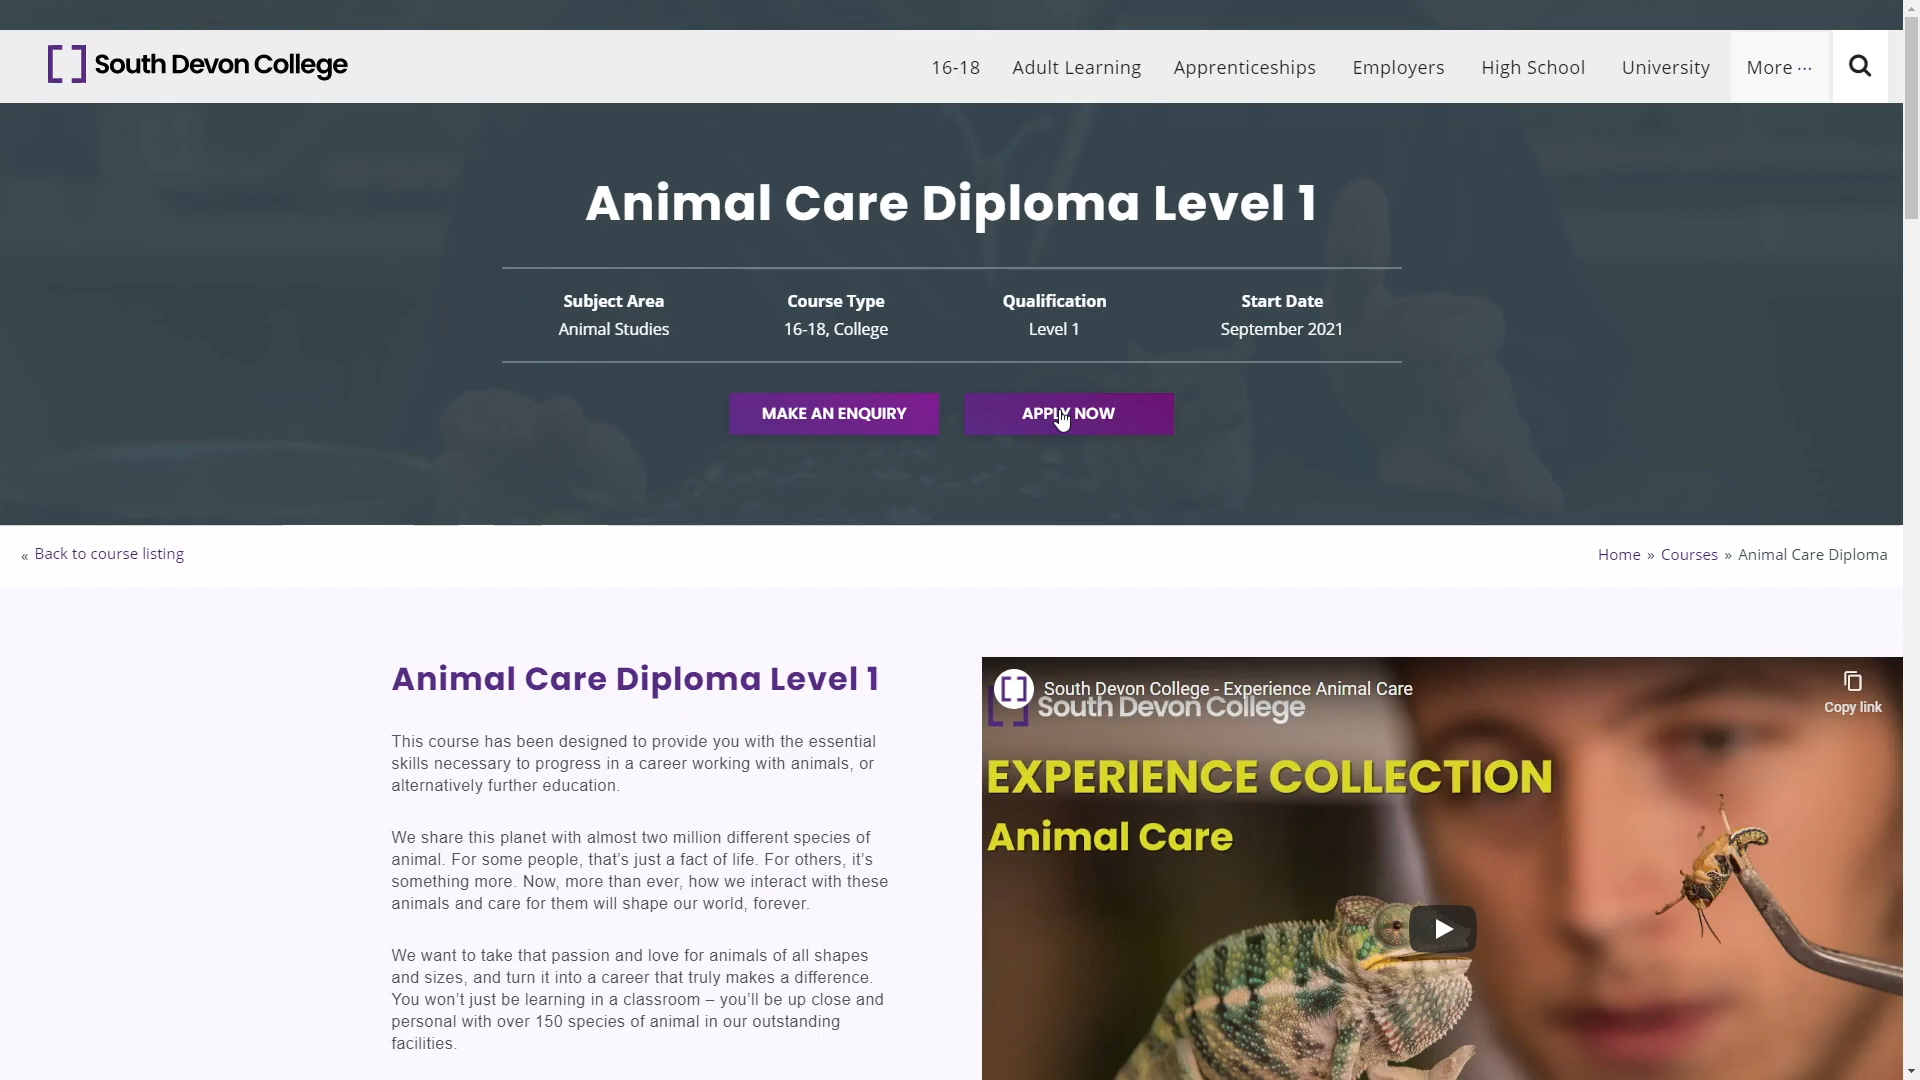 South Devon College
16-18
Adult Learning
Apprenticeships
Employers
High School
University
More ···
Animal Care Diploma Level 1
Subject Area
Course Type
Qualification
Start Date
Animal Studies
16-18, College
Level 1
September 2021
MAKE AN ENQUIRY
APPLY NOW
« Back to course listing
Home » Courses » Animal Care Diploma
Animal Care Diploma Level 1
This course has been designed to provide you with the essential
skills necessary to progress in a career working with animals, or
alternatively further education.
We share this planet with almost two million different species of
animal. For some people, that’s just a fact of life. For others, it’s
something more. Now, more than ever, how we interact with these
animals and care for them will shape our world, forever.
We want to take that passion and love for animals of all shapes
and sizes, and turn it into a career that truly makes a difference.
You won’t just be learning in a classroom – you’ll be up close and
personal with over 150 species of animal in our outstanding
facilities.
South Devon College - Experience Animal Care
Copy link
South Devon College
EXPERIENCE COLLECTION
Animal Care